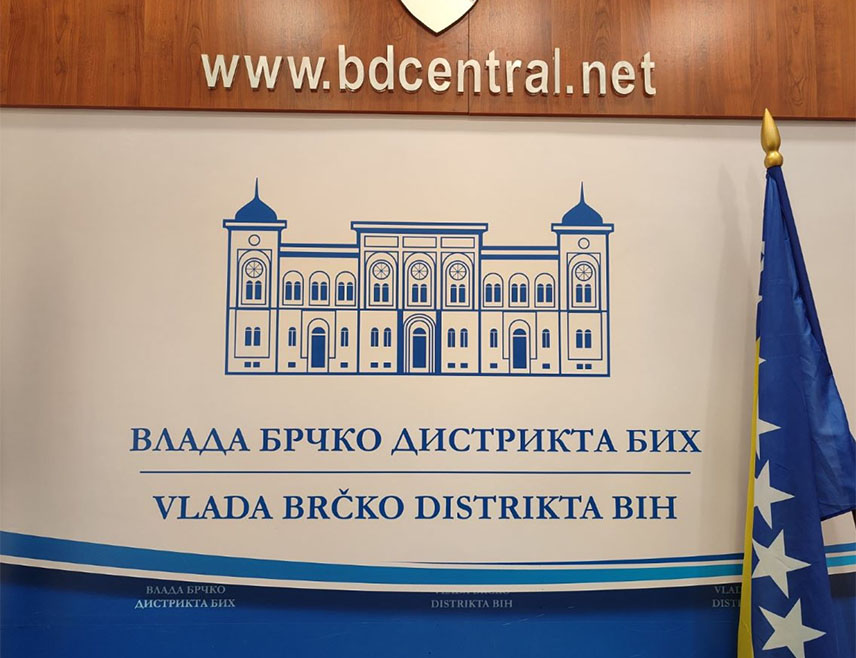 www.bdcentral.net
ВЛАДА БРЧКО ДИСТРИКТА БИХ
VLADA BRČKO DISTRIKTA BIH
ВЛАДА БРЧКО
ДИСТРИКТА БИХ
DISTRIKTA BIH